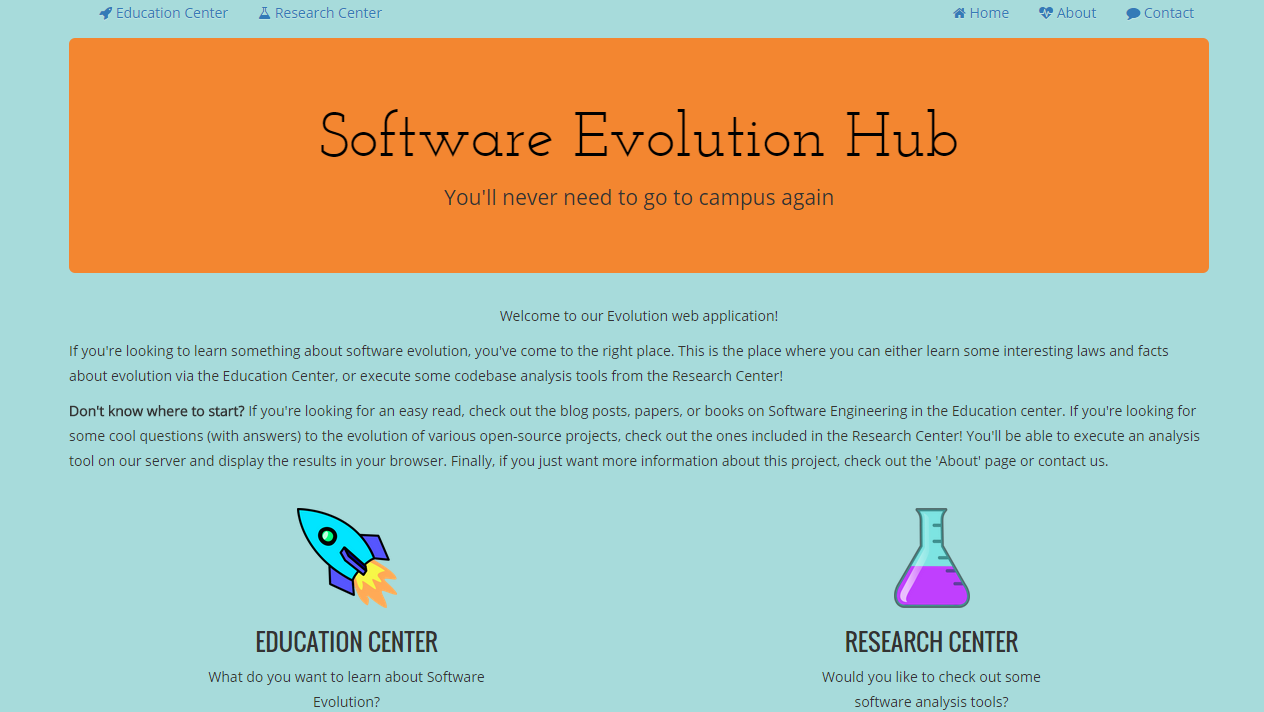 Education Center Research Center Home About Contact
Software Evolution Hub
You'll never need to go to campus again
Welcome to our Evolution web application!
If you're looking to learn something about software evolution, you've come to the right place. This is the place where you can either learn some interesting laws and facts
about evolution via the Education Center, or execute some codebase analysis tools from the Research Center!
Don't know where to start? If you're looking for an easy read, check out the blog posts, papers, or books on Software Engineering in the Education center. If you're looking for
some cool questions (with answers) to the evolution of various open-source projects, check out the ones included in the Research Center! You'll be able to execute an analysis
tool on our server and display the results in your browser. Finally, if you just want more information about this project, check out the 'About' page or contact us.
EDUCATION CENTER
What do you want to learn about Software
Evolution?
RESEARCH CENTER
Would you like to check out some
software analysis tools?